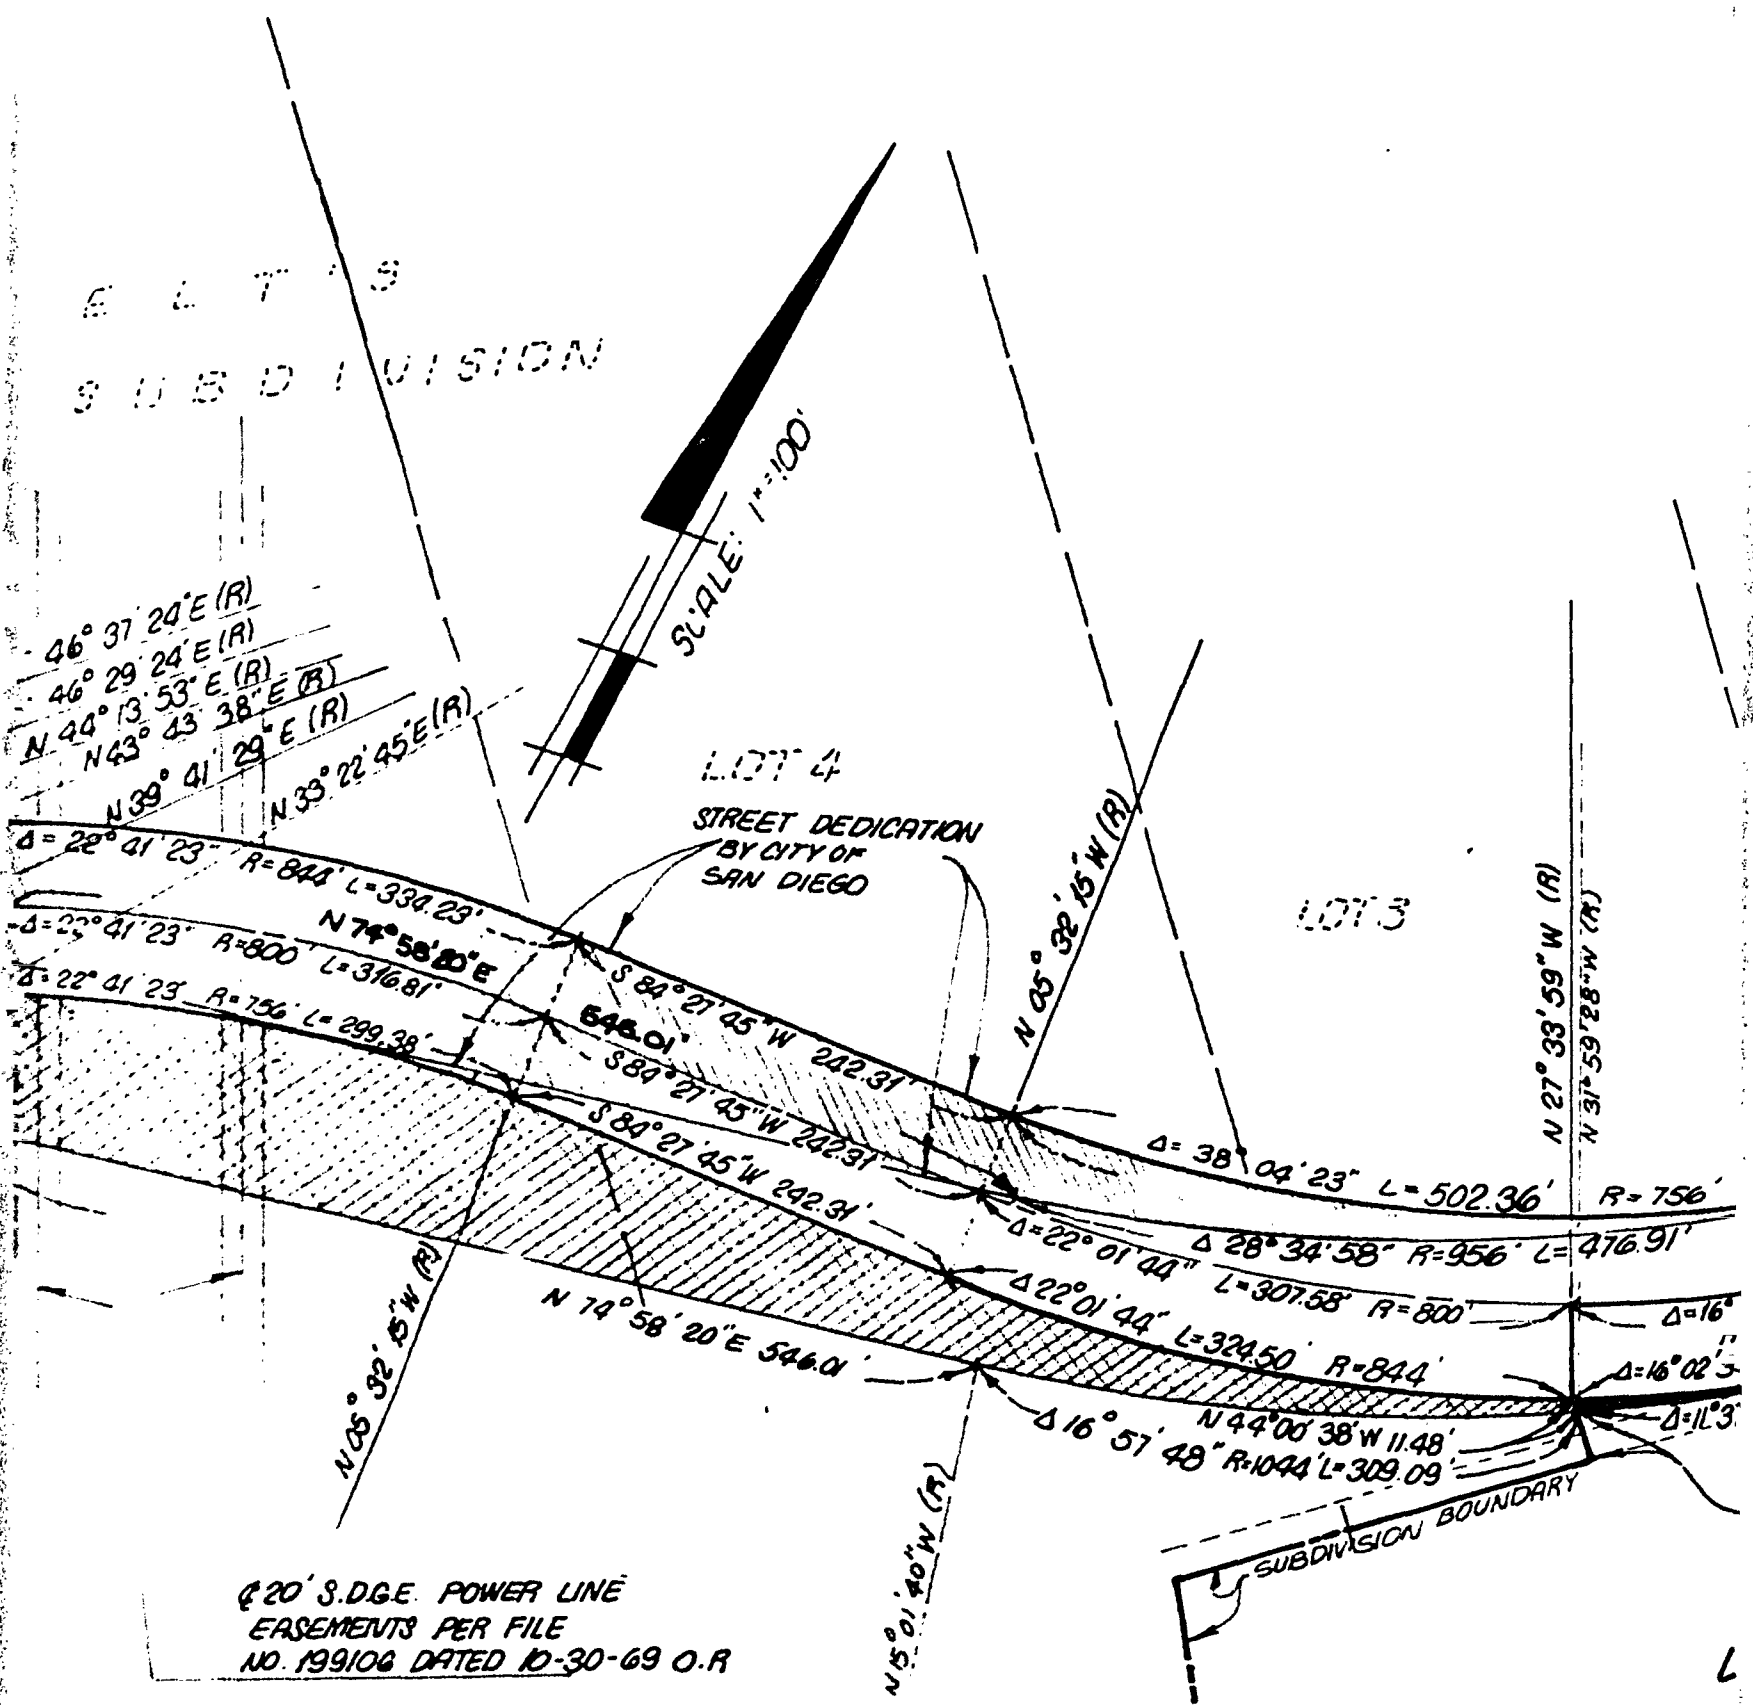 E L T ' S
SUBDIVISION
SCALE: 1"=100'
46° 37' 24" E (R)
46° 29' 24" E (R)
N 44° 13' 53" E (R)
N 43° 43' 38" E (R)
N 39° 41' 29" E (R)
N 33° 22' 45" E (R)
LOT 4
STREET DEDICATION
BY CITY OF
SAN DIEGO
LOT 3
N 05° 32' 15" W (R)
N 27° 33' 59" W (R)
N 31° 59' 28" W (R)
Δ= 22° 41' 23" R=844' L=334.23'
N 74° 58' 20" E
546.01'
Δ=22° 41' 23" R=800' L=316.81'
Δ=22° 41' 23" R=756' L=299.38'
S 84° 27' 45" W 242.31'
S 84° 27' 45" W 242.31'
S 84° 27' 45" W 242.31'
Δ= 38° 04' 23" L=502.36' R=756'
Δ 28° 34' 58" R=956' L=476.91'
Δ=22° 01' 44" L=307.58' R=800'
Δ=16°
Δ 22° 01' 44" L=324.50' R=844'
Δ=16° 02' 3
N 74° 58' 20" E 546.01'
N 44° 00' 38" W 11.48'
Δ=11° 3
Δ 16° 57' 48" R=1044' L=309.09'
N 05° 32' 15" W (R)
N 15° 01' 40" W (R)
SUBDIVISION BOUNDARY
℄ 20' S.D.G.E. POWER LINE
EASEMENTS PER FILE
NO. 199106 DATED 10-30-69 O.R
L